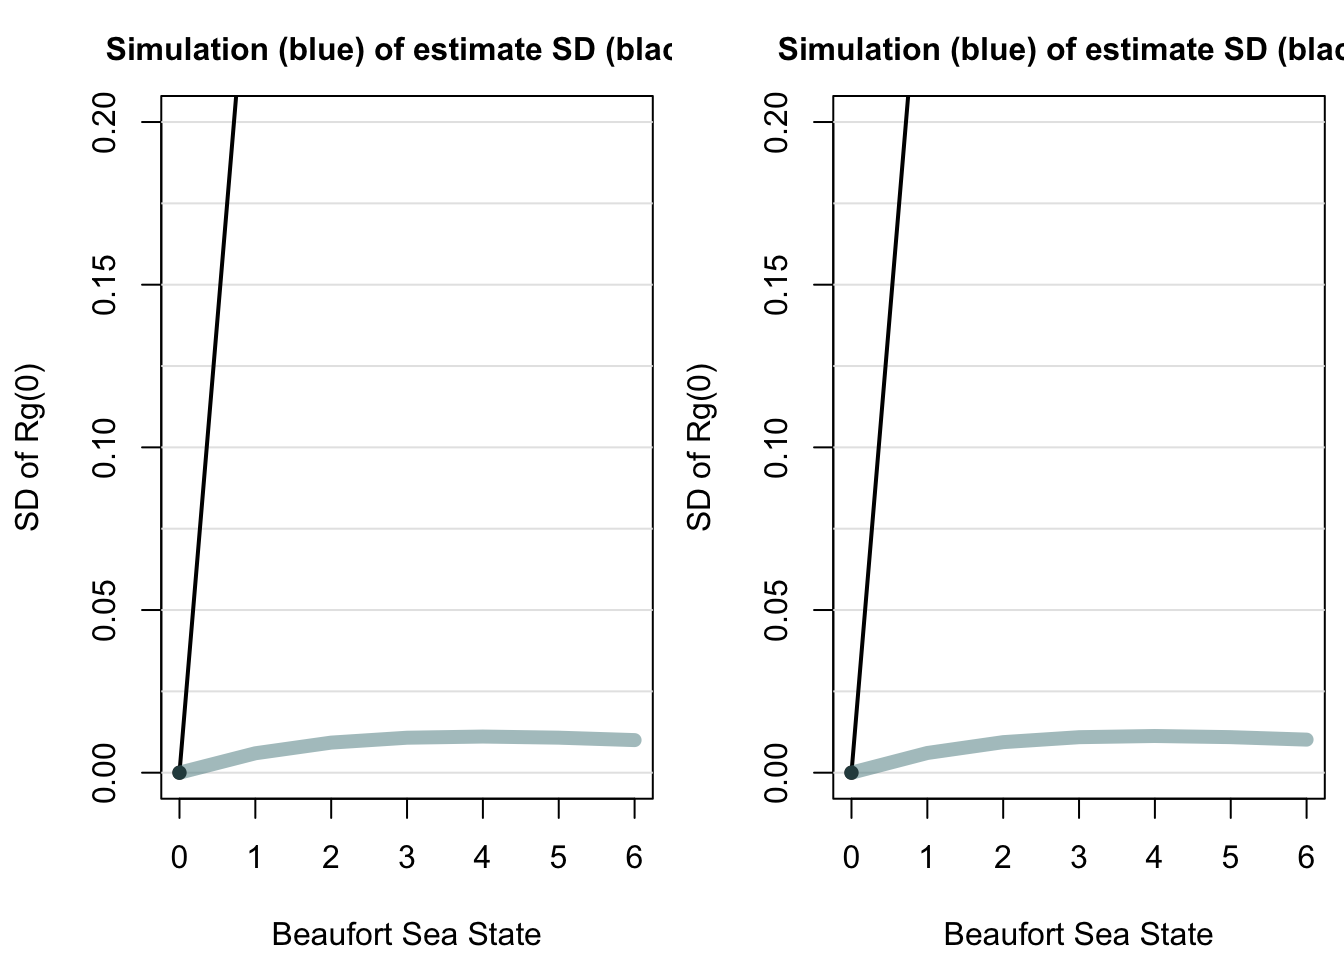 Simulation (blue) of estimate SD (blac
SD of Rg(0)
0.20
0.15
0.10
0.05
0.00
0 1 2 3 4 5 6
Beaufort Sea State
Simulation (blue) of estimate SD (blac
SD of Rg(0)
0.20
0.15
0.10
0.05
0.00
0 1 2 3 4 5 6
Beaufort Sea State